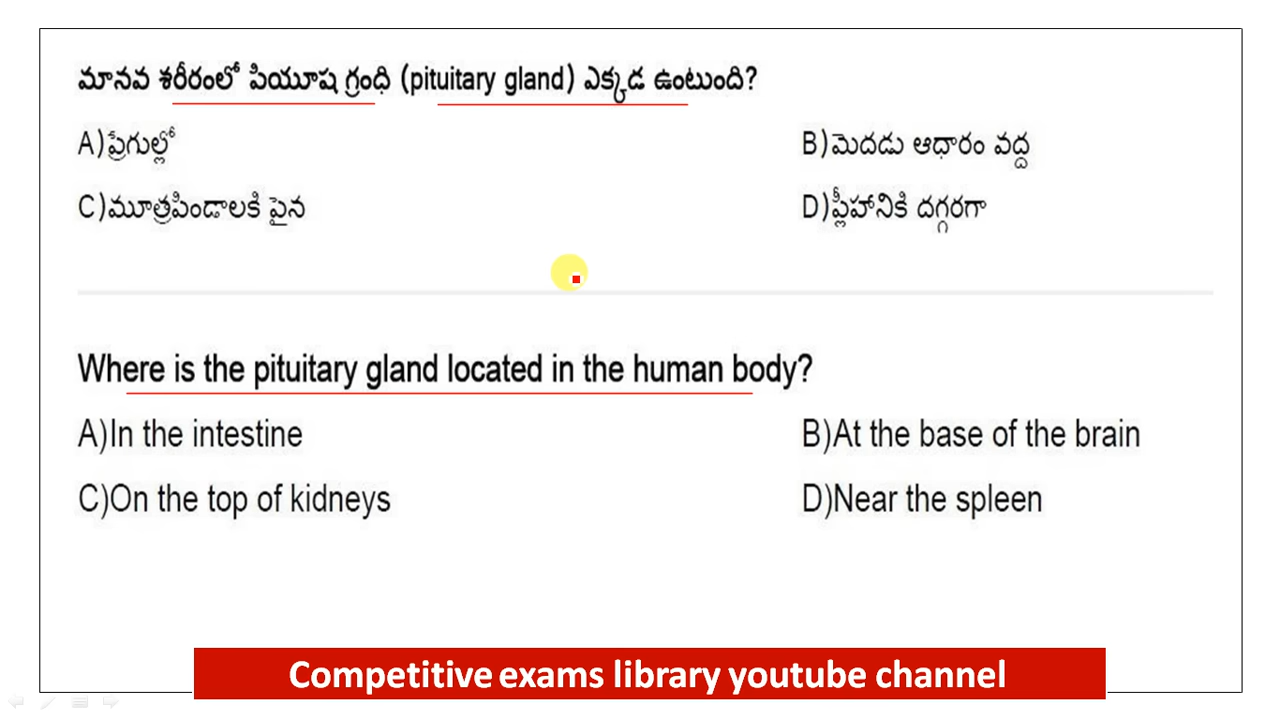 మానవ శరీరంలో పియూష గ్రంధి (pituitary gland) ఎక్కడ ఉంటుంది?
A)ప్రేగుల్లో B)మెదడు ఆధారం వద్ద
C)మూత్రపిండాలకి పైన D)ప్లీహానికి దగ్గరగా
Where is the pituitary gland located in the human body?
A)In the intestine B)At the base of the brain
C)On the top of kidneys D)Near the spleen
Competitive exams library youtube channel